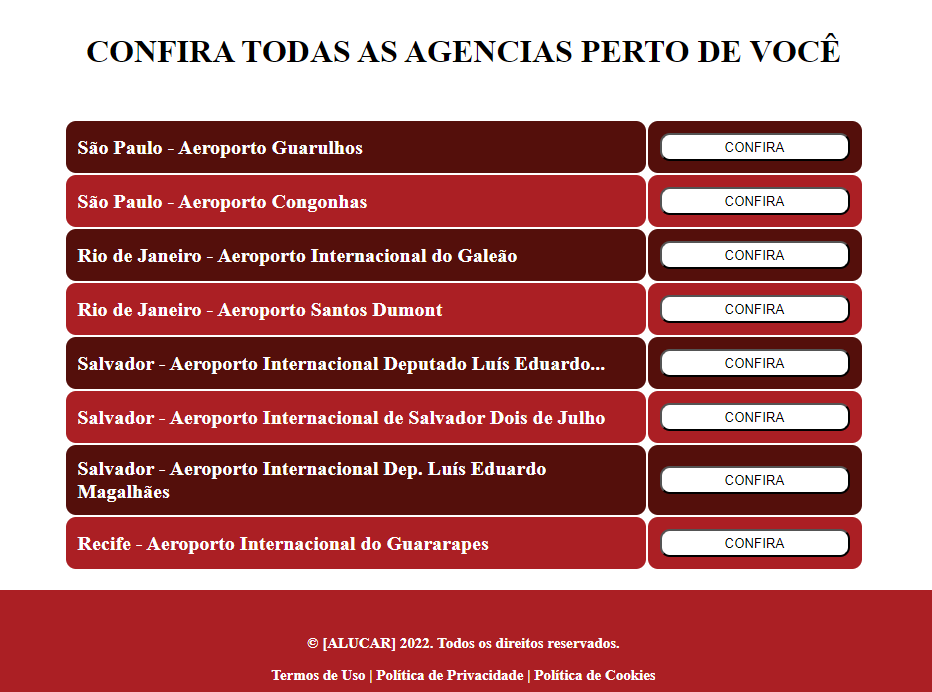 CONFIRA TODAS AS AGENCIAS PERTO DE VOCÊ
São Paulo - Aeroporto Guarulhos CONFIRA
São Paulo - Aeroporto Congonhas CONFIRA
Rio de Janeiro - Aeroporto Internacional do Galeão CONFIRA
Rio de Janeiro - Aeroporto Santos Dumont CONFIRA
Salvador - Aeroporto Internacional Deputado Luís Eduardo... CONFIRA
Salvador - Aeroporto Internacional de Salvador Dois de Julho CONFIRA
Salvador - Aeroporto Internacional Dep. Luís Eduardo
Magalhães
CONFIRA
Recife - Aeroporto Internacional do Guararapes CONFIRA
© [ALUCAR] 2022. Todos os direitos reservados.
Termos de Uso | Política de Privacidade | Política de Cookies